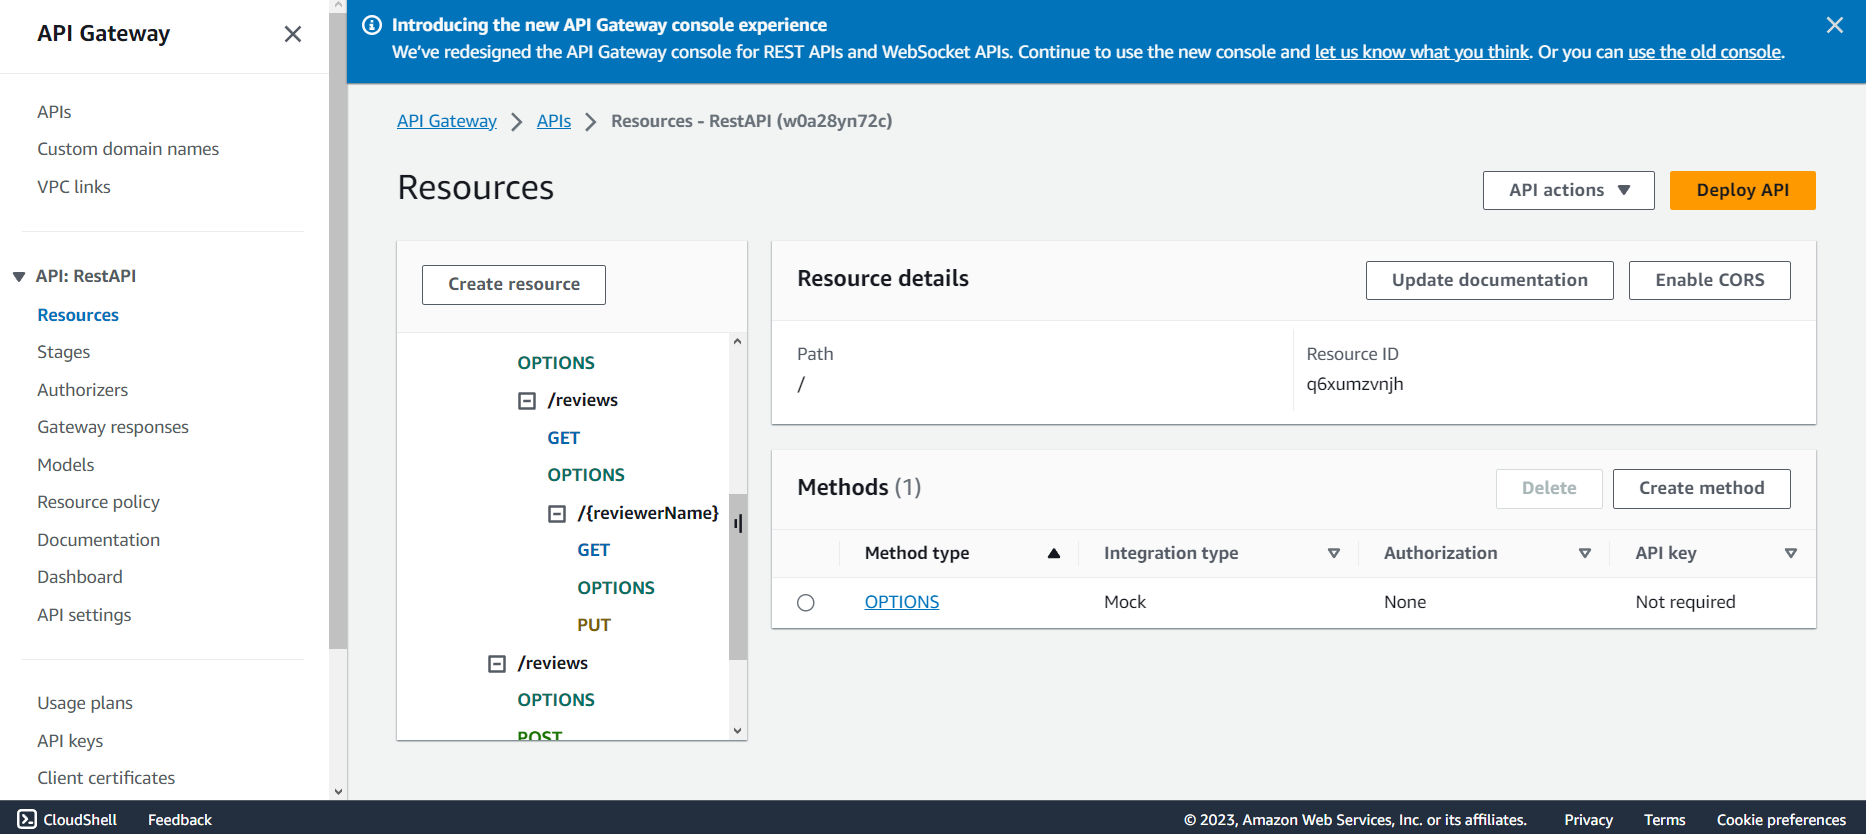 API Gateway
APIs
Custom domain names
VPC links
API: RestAPI
Resources
Stages
Authorizers
Gateway responses
Models
Resource policy
Documentation
Dashboard
API settings
Usage plans
API keys
Client certificates
Introducing the new API Gateway console experience
We've redesigned the API Gateway console for REST APIs and WebSocket APIs. Continue to use the new console and let us know what you think. Or you can use the old console.
API Gateway > APIs > Resources - RestAPI (w0a28yn72c)
Resources
API actions
Deploy API
Create resource
OPTIONS
/reviews
GET
OPTIONS
/{reviewerName}
GET
OPTIONS
PUT
/reviews
OPTIONS
POST
Resource details
Update documentation
Enable CORS
Path
/
Resource ID
q6xumzvnjh
Methods (1)
Delete
Create method
Method type Integration type Authorization API key
OPTIONS Mock None Not required
CloudShell Feedback © 2023, Amazon Web Services, Inc. or its affiliates. Privacy Terms Cookie preferences